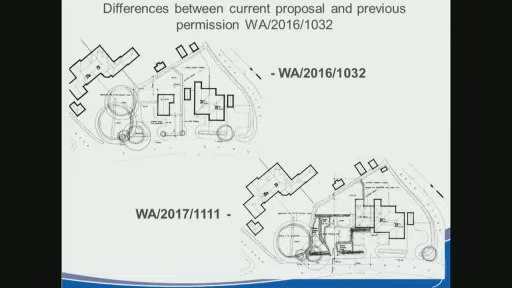 Differences between current proposal and previous
permission WA/2016/1032
- WA/2016/1032
WA/2017/1111 -